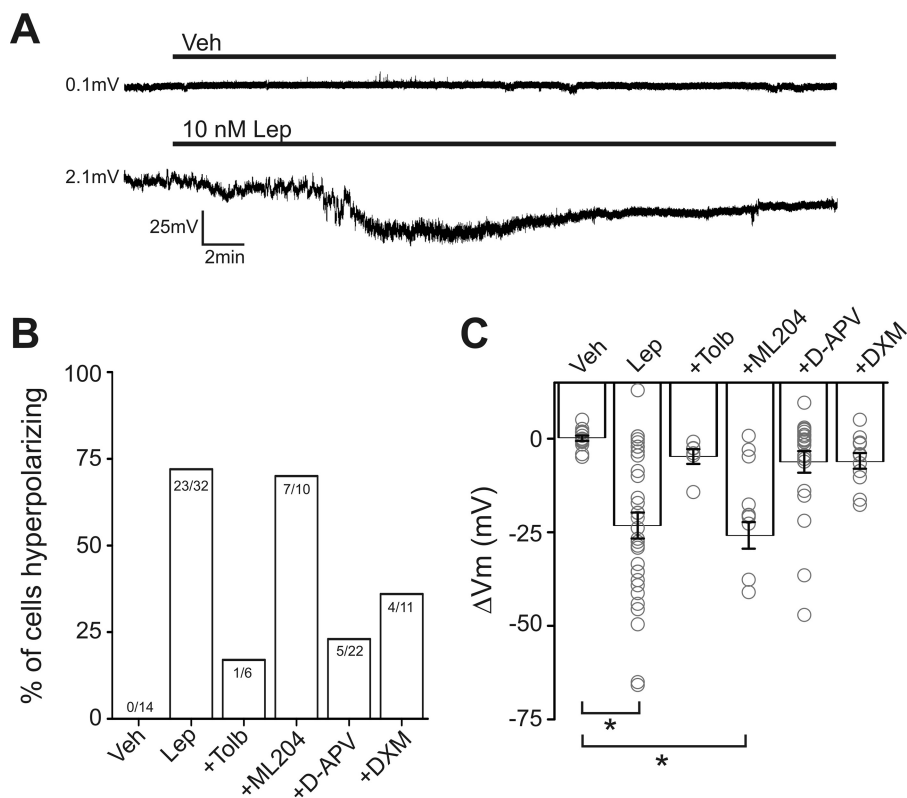 A
Veh
0.1mV
10 nM Lep
2.1mV
25mV
2min
B
% of cells hyperpolarizing
100
75
50
25
0
0/14
23/32
1/6
7/10
5/22
4/11
Veh
Lep
+Tolb
+ML204
+D-APV
+DXM
C
Veh
Lep
+Tolb
+ML204
+D-APV
+DXM
ΔVm (mV)
0
-25
-50
-75
*
*